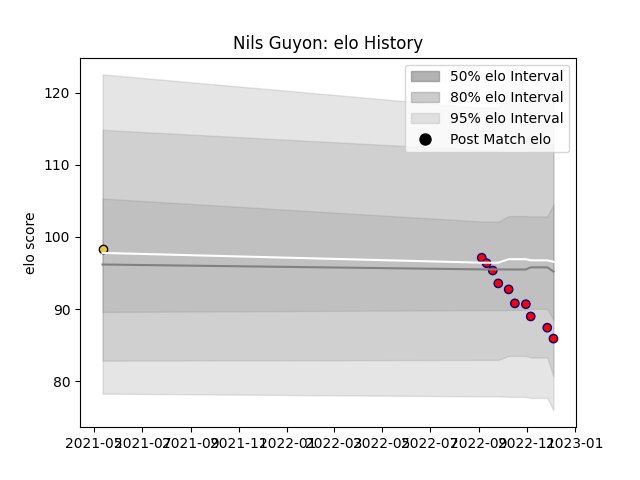 Nils Guyon: elo History
50% elo Interval
80% elo Interval
95% elo Interval
Post Match elo
elo score
120
110
100
90
80
2021-05 2021-07 2021-09 2021-11 2022-01 2022-03 2022-05 2022-07 2022-09 2022-11 2023-01